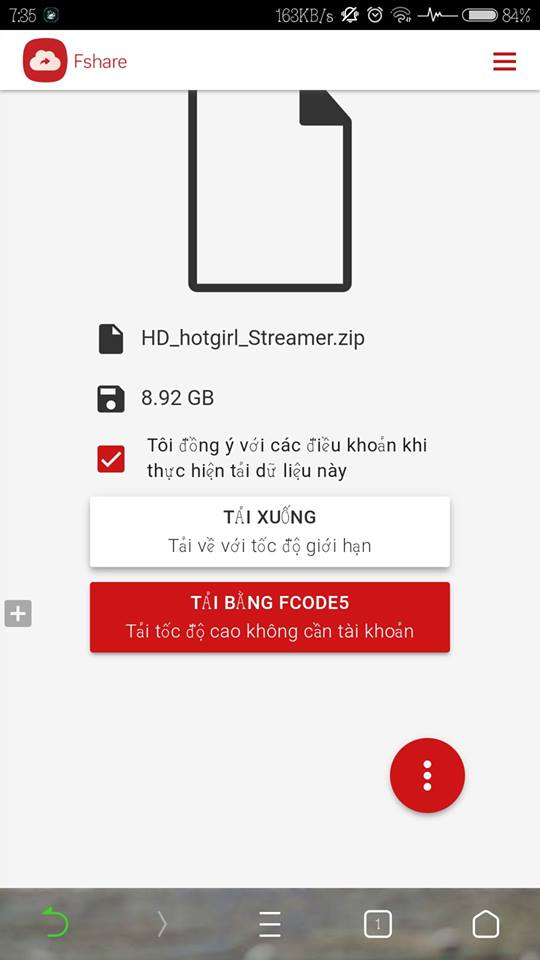 7:35 163KB/s 84%
Fshare
HD_hotgirl_Streamer.zip
8.92 GB
Tôi đồng ý với các điều khoản khi
thực hiện tải dữ liệu này
TẢI XUỐNG
Tải về với tốc độ giới hạn
TẢI BẰNG FCODE5
Tải tốc độ cao không cần tài khoản
1